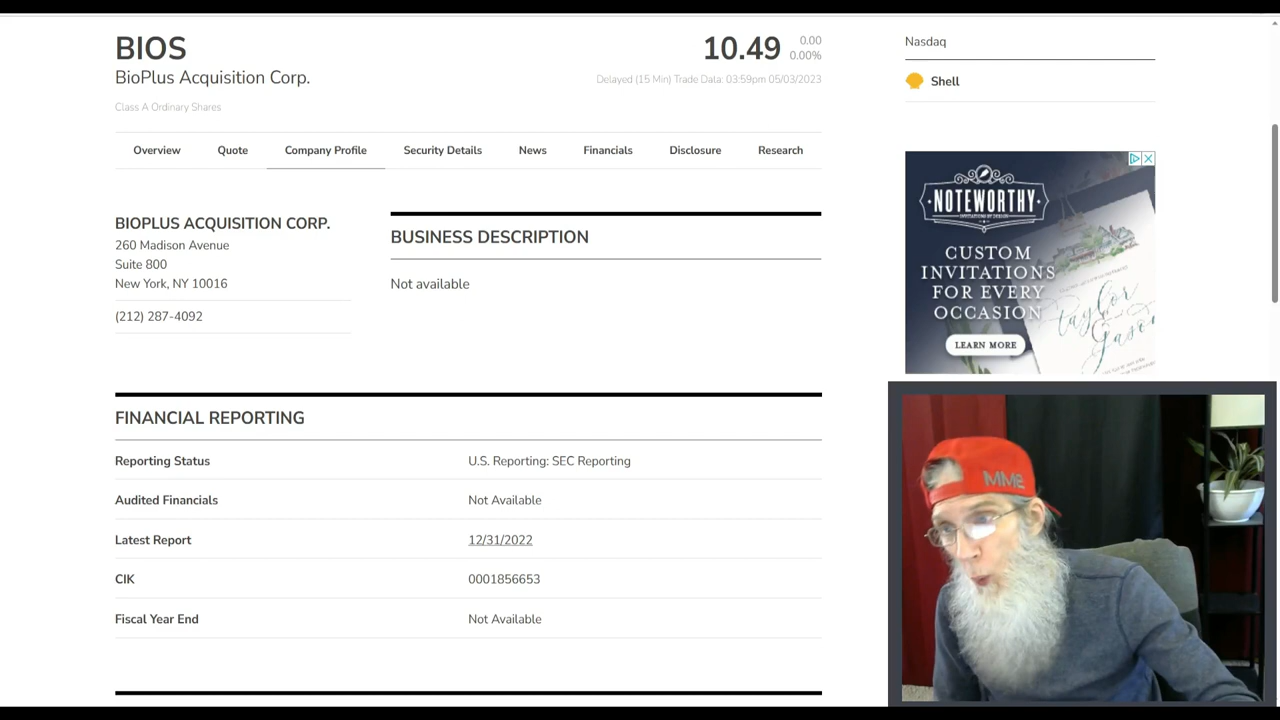 BIOS
BioPlus Acquisition Corp.
Class A Ordinary Shares
10.49
0.00
0.00%
Delayed (15 Min) Trade Data: 03:59pm 05/03/2023
Overview Quote Company Profile Security Details News Financials Disclosure Research
BIOPLUS ACQUISITION CORP.
260 Madison Avenue
Suite 800
New York, NY 10016
(212) 287-4092
BUSINESS DESCRIPTION
Not available
FINANCIAL REPORTING
Reporting Status U.S. Reporting: SEC Reporting
Audited Financials Not Available
Latest Report 12/31/2022
CIK 0001856653
Fiscal Year End Not Available
Nasdaq
Shell
NOTEWORTHY
CUSTOM
INVITATIONS
FOR EVERY
OCCASION
LEARN MORE
Taylor
&
Jason
MME